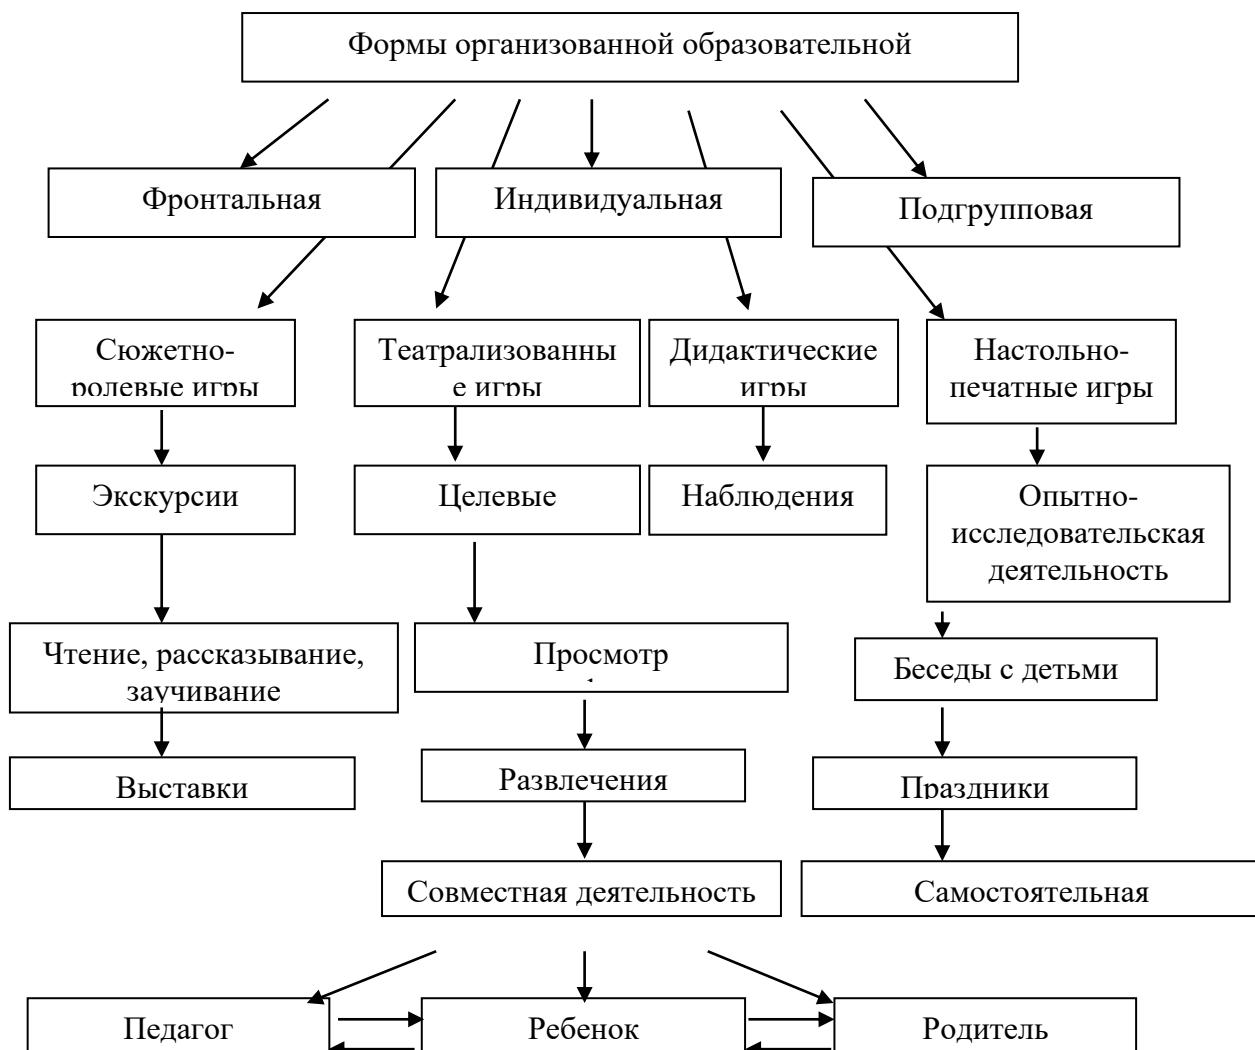 Формы организованной образовательной
Фронтальная
Индивидуальная
Подгрупповая
Сюжетно-
ролевые игры
Театрализованны
е игры
Дидактические
игры
Настольно-
печатные игры
Экскурсии
Целевые
Наблюдения
Опытно-
исследовательская
деятельность
Чтение, рассказывание,
заучивание
Просмотр
Беседы с детьми
Выставки
Развлечения
Праздники
Совместная деятельность
Самостоятельная
Педагог
Ребенок
Родитель